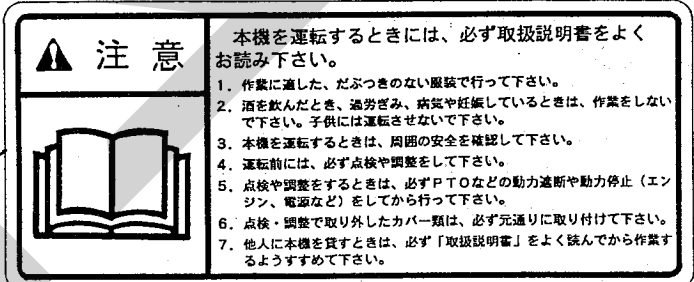 ⚠ 注意
本機を運転するときには、必ず取扱説明書をよく
お読み下さい。
1. 作業に適した、だぶつきのない服装で行って下さい。
2. 酒を飲んだとき、過労ぎみ、病気や妊娠しているときは、作業をしない
で下さい。子供には運転させないで下さい。
3. 本機を運転するときは、周囲の安全を確認して下さい。
4. 運転前には、必ず点検や調整をして下さい。
5. 点検や調整をするときは、必ずPTOなどの動力遮断や動力停止（エン
ジン、電源など）をしてから行って下さい。
6. 点検・調整で取り外したカバー類は、必ず元通りに取り付けて下さい。
7. 他人に本機を貸すときは、必ず「取扱説明書」をよく読んでから作業す
るようすすめて下さい。